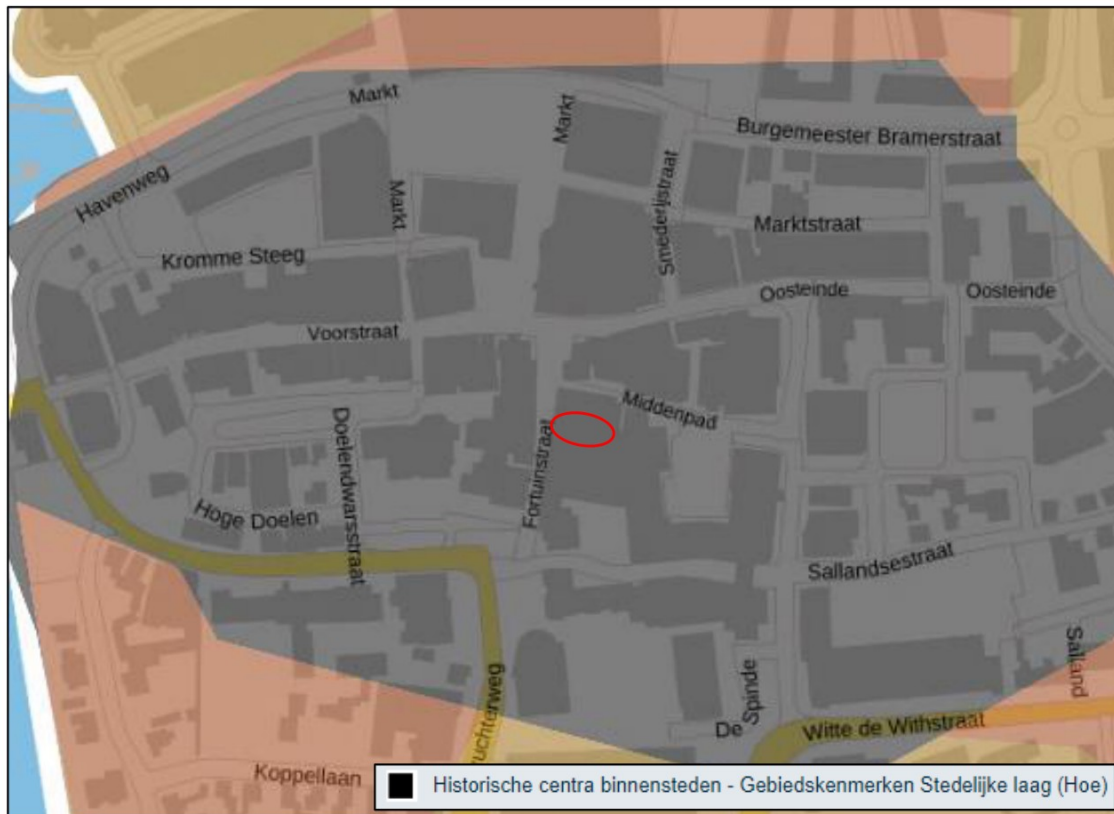 Markt
Markt
Burgemeester Bramerstraat
Havenweg
Markt
Smederijstraat
Marktstraat
Kromme Steeg
Oosteinde
Oosteinde
Voorstraat
Middenpad
Doelendwarsstraat
Fortuinstraat
Hoge Doelen
Sallandsestraat
Salland
ruchterweg
De Spinde
Witte de Withstraat
Koppellaan
Historische centra binnensteden - Gebiedskenmerken Stedelijke laag (Hoe)